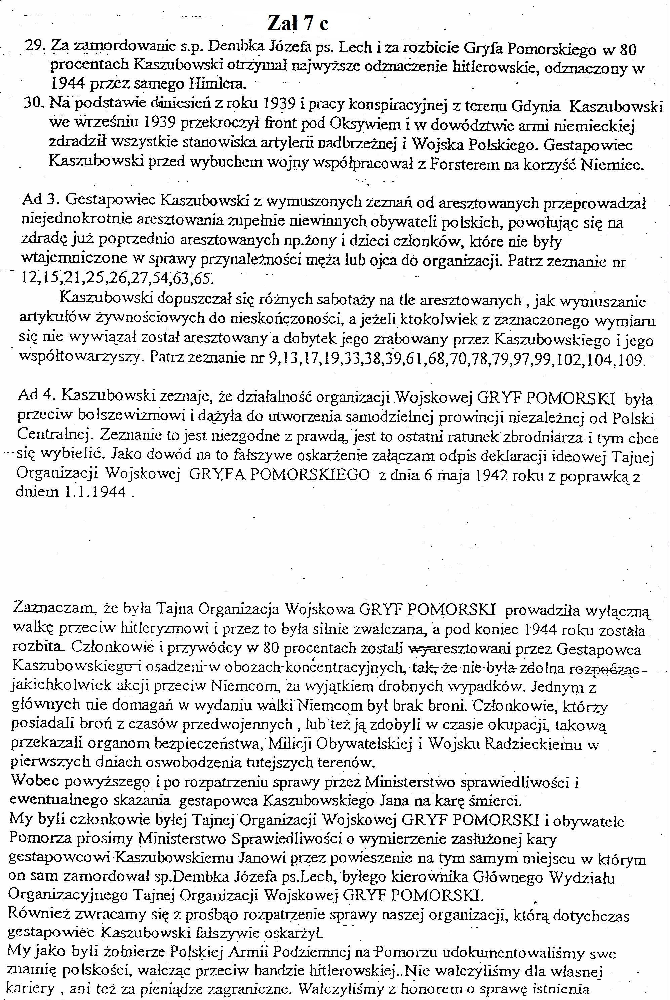 Zał 7 c
29. Za zamordowanie s.p. Dembka Józefa ps. Lech i za rozbicie Gryfa Pomorskiego w 80
procentach Kaszubowski otrzymał najwyższe odznaczenie hitlerowskie, odznaczony w
1944 przez samego Himlera.
30. Na podstawie doniesień z roku 1939 i pracy konspiracyjnej z terenu Gdynia Kaszubowski
we wrześniu 1939 przekroczył front pod Oksywiem i w dowództwie armi niemieckiej
zdradził wszystkie stanowiska artylerii nadbrzeżnej i Wojska Polskiego. Gestapowiec
Kaszubowski przed wybuchem wojny współpracował z Forsterem na korzyść Niemiec.
Ad 3. Gestapowiec Kaszubowski z wymuszonych zeznań od aresztowanych przeprowadzał
niejednokrotnie aresztowania zupełnie niewinnych obywateli polskich, powołując się na
zdradę już poprzednio aresztowanych np.żony i dzieci członków, które nie były
wtajemniczone w sprawy przynależności męża lub ojca do organizacji. Patrz zeznanie nr
12,15,21,25,26,27,54,63,65.
Kaszubowski dopuszczał się różnych sabotaży na tle aresztowanych , jak wymuszanie
artykułów żywnościowych do nieskończoności, a jeżeli ktokolwiek z zaznaczonego wymiaru
się nie wywiązał został aresztowany a dobytek jego zrabowany przez Kaszubowskiego i jego
współtowarzyszy. Patrz zeznanie nr 9,13,17,19,33,38,39,61,68,70,78,79,97,99,102,104,109.
Ad 4. Kaszubowski zeznaje, że działalność organizacji Wojskowej GRYF POMORSKI była
przeciw bolszewizmowi i dążyła do utworzenia samodzielnej prowincji niezależnej od Polski
Centralnej. Zeznanie to jest niezgodne z prawdą, jest to ostatni ratunek zbrodniarza i tym chce
się wybielić. Jako dowód na to fałszywe oskarżenie załączam odpis deklaracji ideowej Tajnej
Organizacji Wojskowej GRYFA POMORSKIEGO z dnia 6 maja 1942 roku z poprawką z
dniem 1.1.1944 .
Zaznaczam, że była Tajna Organizacja Wojskowa GRYF POMORSKI prowadziła wyłączną
walkę przeciw hitleryzmowi i przez to była silnie zwalczana, a pod koniec 1944 roku została
rozbita. Członkowie i przywódcy w 80 procentach zostali wyaresztowani przez Gestapowca
Kaszubowskiego i osadzeni w obozach koncentracyjnych, tak, że nie była zdolna rozpocząc
jakichkolwiek akcji przeciw Niemcom, za wyjątkiem drobnych wypadków. Jednym z
głównych nie domagań w wydaniu walki Niemcom był brak broni. Członkowie, którzy
posiadali broń z czasów przedwojennych , lub też ją zdobyli w czasie okupacji, takową
przekazali organom bezpieczeństwa, Milicji Obywatelskiej i Wojsku Radzieckiemu w
pierwszych dniach oswobodzenia tutejszych terenów.
Wobec powyższego i po rozpatrzeniu sprawy przez Ministerstwo sprawiedliwości i
ewentualnego skazania gestapowca Kaszubowskiego Jana na karę śmierci.
My byli członkowie byłej Tajnej Organizacji Wojskowej GRYF POMORSKI i obywatele
Pomorza prosimy Ministerstwo Sprawiedliwości o wymierzenie zasłużonej kary
gestapowcowi Kaszubowskiemu Janowi przez powieszenie na tym samym miejscu w którym
on sam zamordował sp.Dembka Józefa ps.Lech, byłego kierownika Głównego Wydziału
Organizacyjnego Tajnej Organizacji Wojskowej GRYF POMORSKI.
Również zwracamy się z prośbąo rozpatrzenie sprawy naszej organizacji, którą dotychczas
gestapowiec Kaszubowski fałszywie oskarżył.
My jako byli żołnierze Polskiej Armii Podziemnej na Pomorzu udokumentowaliśmy swe
znamię polskości, walcząc przeciw bandzie hitlerowskiej..Nie walczyliśmy dla własnej
kariery , ani też za pieniądze zagraniczne. Walczyliśmy z honorem o sprawę istnienia